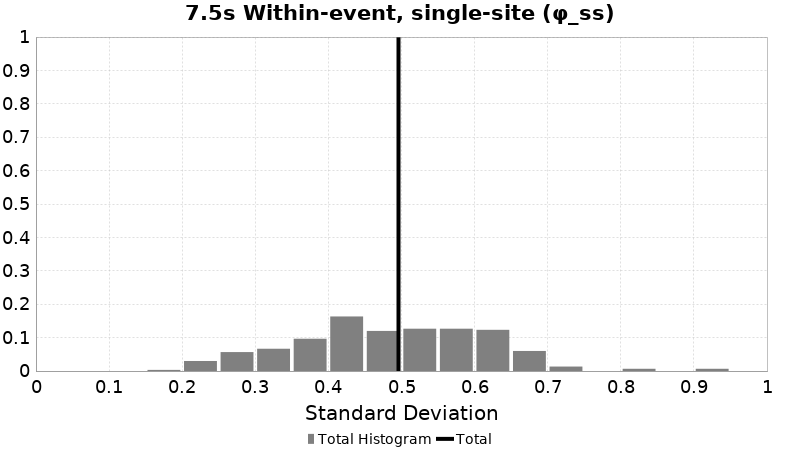 7.5s Within-event, single-site (φ_ss)
1
0.9
0.8
0.7
0.6
0.5
0.4
0.3
0.2
0.1
0
0 0.1 0.2 0.3 0.4 0.5 0.6 0.7 0.8 0.9 1
Standard Deviation
Total Histogram Total